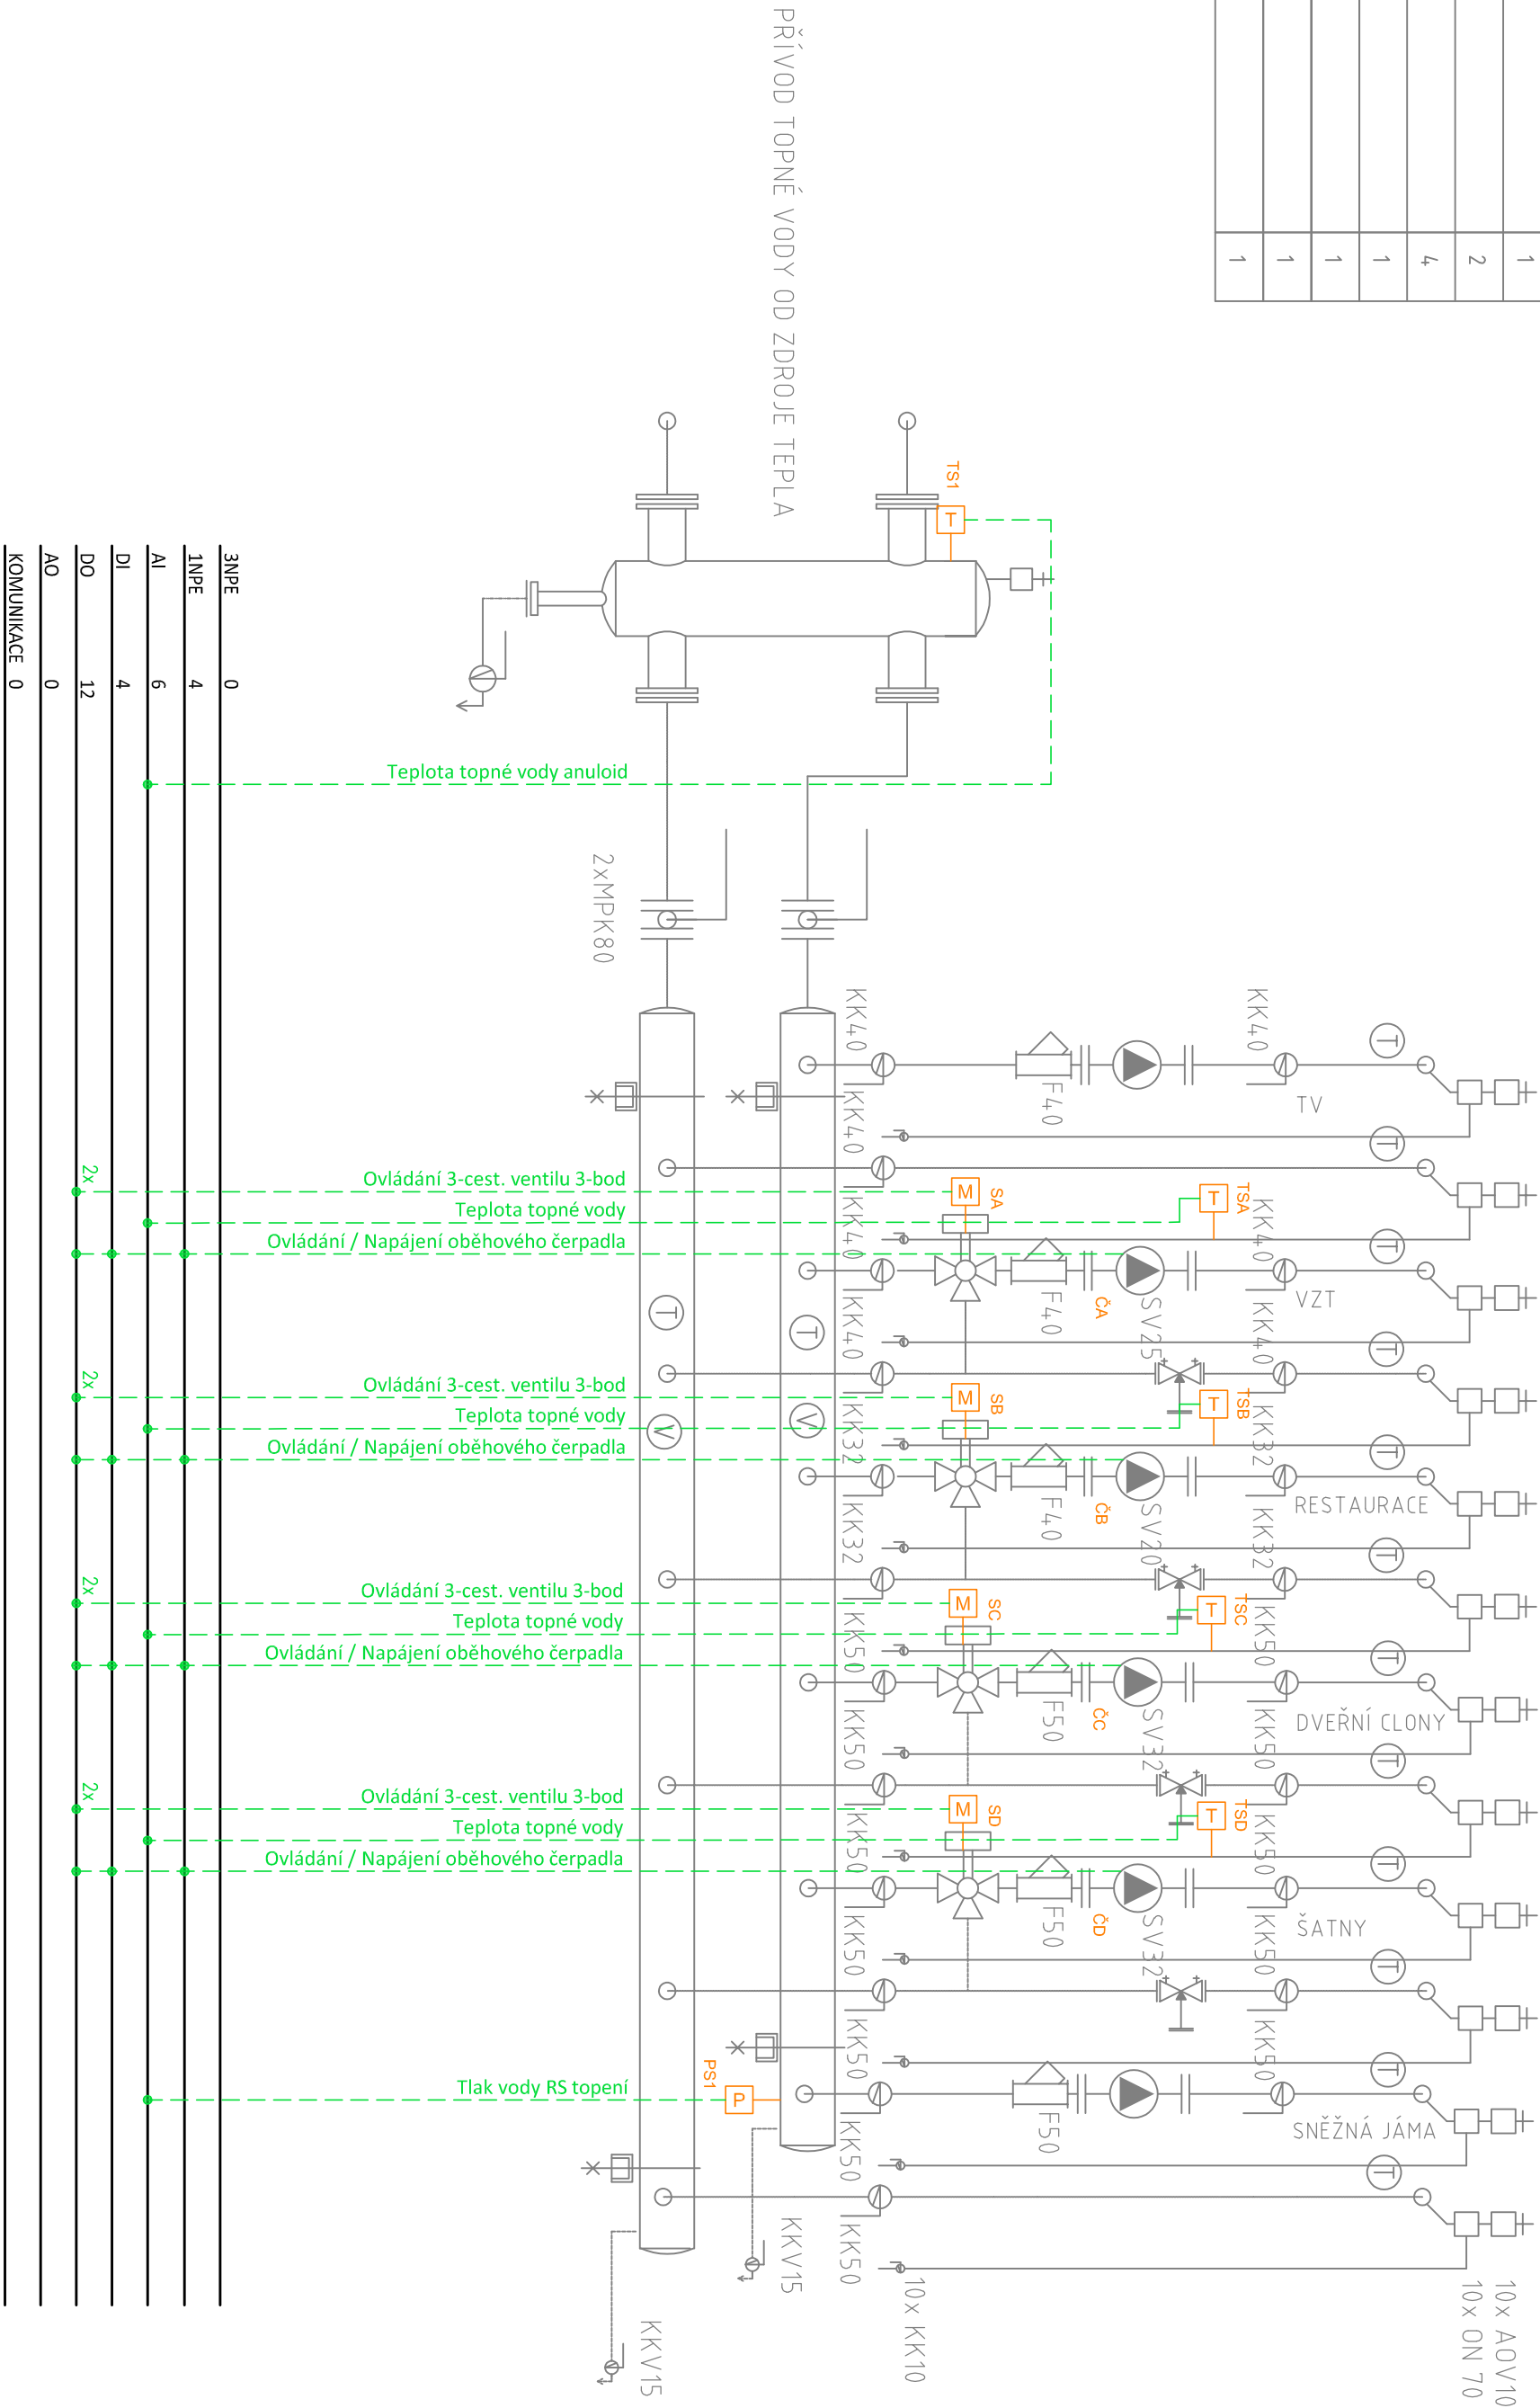 1
2
4
1
1
1
1
PŘÍVOD TOPNÉ VODY OD ZDROJE TEPLA
TS1
T
Teplota topné vody anuloid
2xMPK80
3NPE 0
1NPE 4
AI 6
DI 4
DO 12
AO 0
KOMUNIKACE 0
KK40
F40
KK40
T
TV
KK40
T
2x
Ovládání 3-cest. ventilu 3-bod
M
SA
T
TSA
Teplota topné vody
Ovládání / Napájení oběhového čerpadla
KK40
F40
ČA
SV25
KK40
T
VZT
T
T
KK40
KK40
T
2x
Ovládání 3-cest. ventilu 3-bod
M
SB
T
TSB
Teplota topné vody
V
V
Ovládání / Napájení oběhového čerpadla
KK32
F40
ČB
SV20
KK32
T
RESTAURACE
KK32
KK32
T
2x
Ovládání 3-cest. ventilu 3-bod
M
SC
T
TSC
Teplota topné vody
Ovládání / Napájení oběhového čerpadla
KK50
F50
ČC
SV32
KK50
T
DVEŘNÍ CLONY
KK50
KK50
T
2x
Ovládání 3-cest. ventilu 3-bod
M
SD
T
TSD
Teplota topné vody
Ovládání / Napájení oběhového čerpadla
KK50
F50
ČD
SV32
KK50
T
ŠATNY
KK50
KK50
T
Tlak vody RS topení
PS1
P
KK50
F50
KK50
T
SNĚŽNÁ JÁMA
KK50
T
KK50
KKV15
KKV15
10x KK10
10x ON 70
10x AOV10